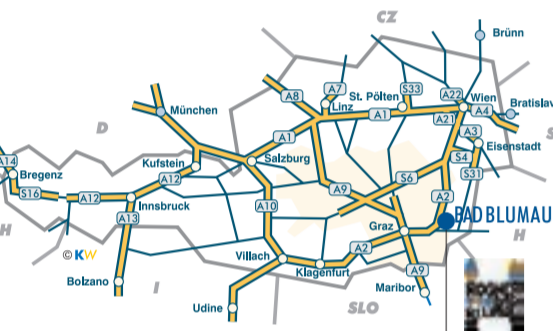 CZ
Brünn
A8
A7
S33
A22
St. Pölten
Wien
Linz
A1
A4
Bratislav
München
A21
A3
D
A1
Eisenstadt
A14
Kufstein
Salzburg
S4
Bregenz
A12
S6
S31
S16
A12
A9
A2
Innsbruck
A10
A13
BAD BLUMAU
Graz
H
H
© KW
Villach
A2
Klagenfurt
A9
Bolzano
I
Maribor
Udine
SLO